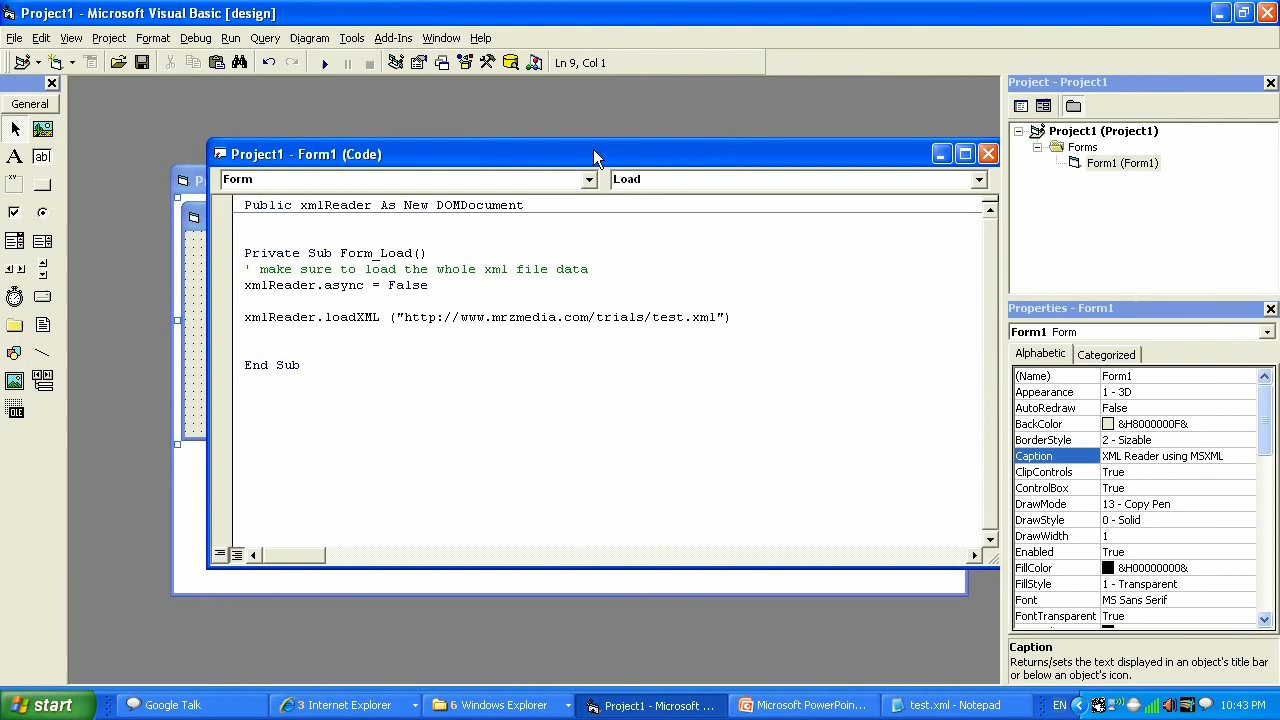 Project1 - Microsoft Visual Basic [design]
File Edit View Project Format Debug Run Query Diagram Tools Add-Ins Window Help
Ln 9, Col 1
General
Project1 - Form1 (Code)
Form Load
Public xmlReader As New DOMDocument
Private Sub Form_Load()
' make sure to load the whole xml file data
xmlReader.async = False
xmlReader.loadXML ("http://www.mrzmedia.com/trials/test.xml")
End Sub
Project - Project1
Project1 (Project1)
Forms
Form1 (Form1)
Properties - Form1
Form1 Form
Alphabetic Categorized
(Name) Form1
Appearance 1 - 3D
AutoRedraw False
BackColor &H8000000F&
BorderStyle 2 - Sizable
Caption XML Reader using MSXML
ClipControls True
ControlBox True
DrawMode 13 - Copy Pen
DrawStyle 0 - Solid
DrawWidth 1
Enabled True
FillColor &H00000000&
FillStyle 1 - Transparent
Font MS Sans Serif
FontTransparent True
Caption
Returns/sets the text displayed in an object's title bar
or below an object's icon.
start Google Talk 3 Internet Explorer 6 Windows Explorer Project1 - Microsoft ... Microsoft PowerPoin... test.xml - Notepad EN 10:43 PM